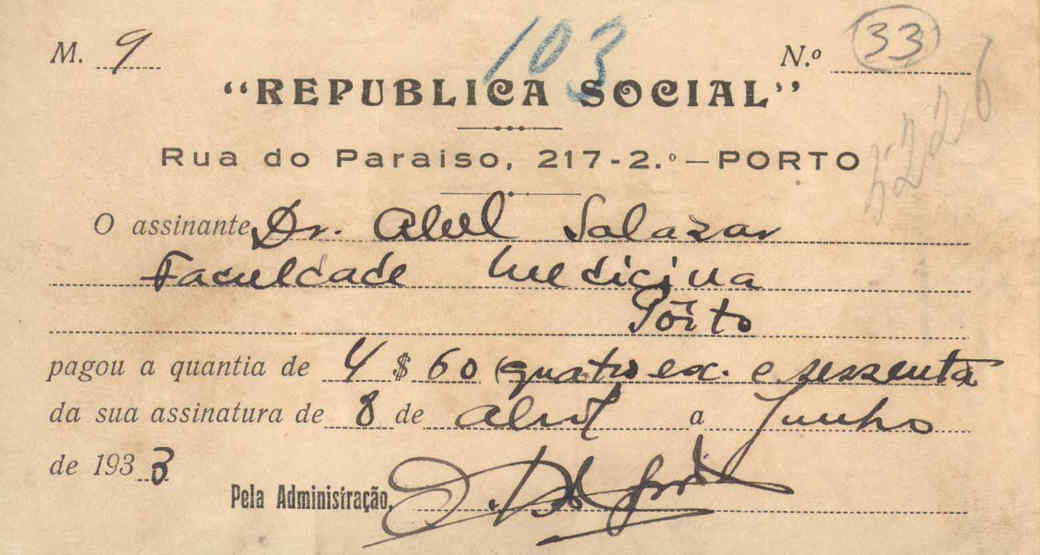 M. 9 103 N.º 33
"REPUBLICA SOCIAL"
3226
Rua do Paraiso, 217-2.º — PORTO
O assinante Dr. Abel Salazar
Faculdade Medicina
Pôrto
pagou a quantia de 4 $ 60 (quatro esc. e sessenta
da sua assinatura de 8 de Abril a Junho
de 1933
Pela Administração,